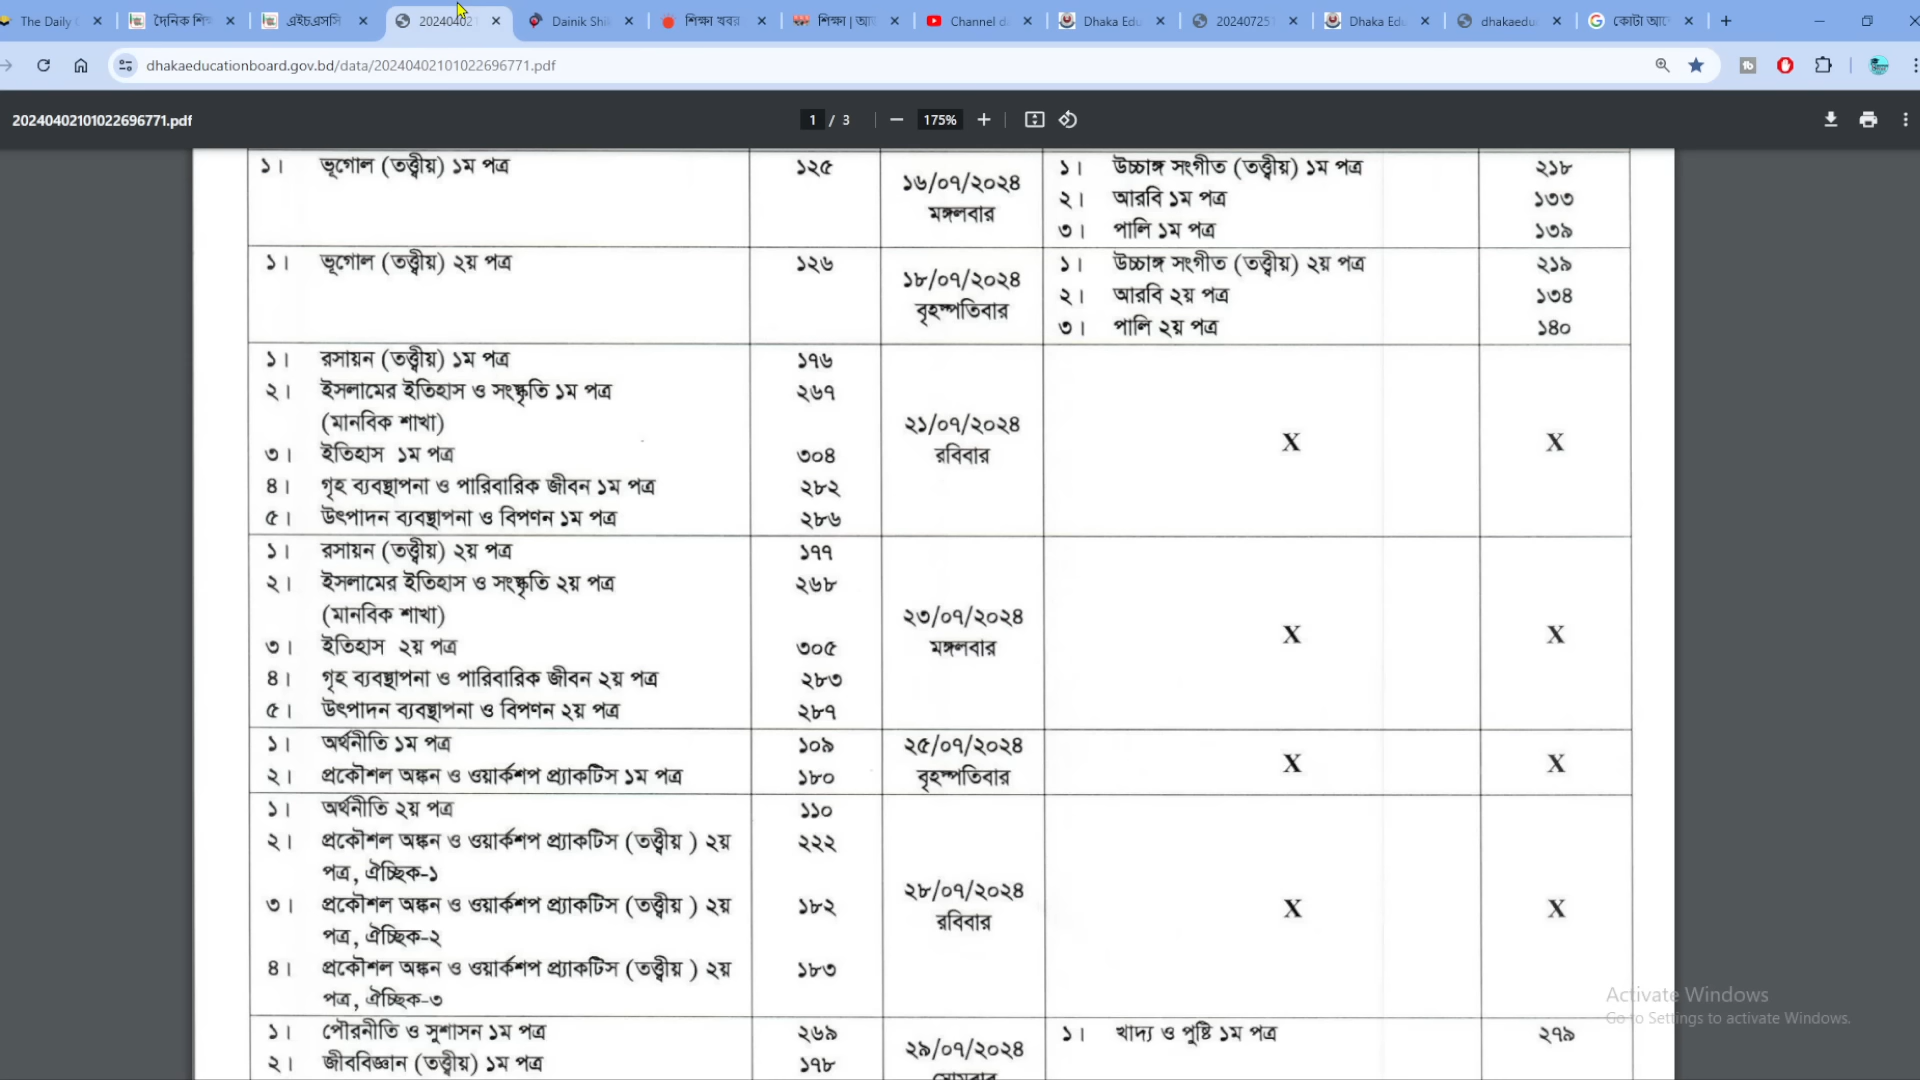 The Daily
দৈনিক শিক্ষ
এইচএসসি
202404021
Dainik Shi
শিক্ষা খবর
শিক্ষা | আ
Channel d
Dhaka Edu
202407251
Dhaka Edu
dhakaedu
কোটা আ
dhakaeducationboard.gov.bd/data/20240402101022696771.pdf
20240402101022696771.pdf
1 / 3
175%
১। ভূগোল (তত্ত্বীয়) ১ম পত্র ১২৫ ১৬/০৭/২০২৪ মঙ্গলবার ১। উচ্চাঙ্গ সংগীত (তত্ত্বীয়) ১ম পত্র ২১৮
২। আরবি ১ম পত্র ১৩৩
৩। পালি ১ম পত্র ১৩৯
১। ভূগোল (তত্ত্বীয়) ২য় পত্র ১২৬ ১৮/০৭/২০২৪ বৃহস্পতিবার ১। উচ্চাঙ্গ সংগীত (তত্ত্বীয়) ২য় পত্র ২১৯
২। আরবি ২য় পত্র ১৩৪
৩। পালি ২য় পত্র ১৪০
১। রসায়ন (তত্ত্বীয়) ১ম পত্র ১৭৬
২। ইসলামের ইতিহাস ও সংস্কৃতি ১ম পত্র ২৬৭
(মানবিক শাখা)
৩। ইতিহাস ১ম পত্র ৩০৪
৪। গৃহ ব্যবস্থাপনা ও পারিবারিক জীবন ১ম পত্র ২৮২
৫। উৎপাদন ব্যবস্থাপনা ও বিপণন ১ম পত্র ২৮৬
২১/০৭/২০২৪
রবিবার
X X
১। রসায়ন (তত্ত্বীয়) ২য় পত্র ১৭৭
২। ইসলামের ইতিহাস ও সংস্কৃতি ২য় পত্র ২৬৮
(মানবিক শাখা)
৩। ইতিহাস ২য় পত্র ৩০৫
৪। গৃহ ব্যবস্থাপনা ও পারিবারিক জীবন ২য় পত্র ২৮৩
৫। উৎপাদন ব্যবস্থাপনা ও বিপণন ২য় পত্র ২৮৭
২৩/০৭/২০২৪
মঙ্গলবার
X X
১। অর্থনীতি ১ম পত্র ১০৯
২। প্রকৌশল অঙ্কন ও ওয়ার্কশপ প্র্যাকটিস ১ম পত্র ১৮০
২৫/০৭/২০২৪
বৃহস্পতিবার
X X
১। অর্থনীতি ২য় পত্র ১১০
২। প্রকৌশল অঙ্কন ও ওয়ার্কশপ প্র্যাকটিস (তত্ত্বীয় ) ২য় ২২২
পত্র, ঐচ্ছিক-১
৩। প্রকৌশল অঙ্কন ও ওয়ার্কশপ প্র্যাকটিস (তত্ত্বীয় ) ২য় ১৮২
পত্র, ঐচ্ছিক-২
৪। প্রকৌশল অঙ্কন ও ওয়ার্কশপ প্র্যাকটিস (তত্ত্বীয় ) ২য় ১৮৩
পত্র, ঐচ্ছিক-৩
২৮/০৭/২০২৪
রবিবার
X X
১। পৌরনীতি ও সুশাসন ১ম পত্র ২৬৯
২। জীববিজ্ঞান (তত্ত্বীয়) ১ম পত্র ১৭৮
২৯/০৭/২০২৪
সোমবার
১। খাদ্য ও পুষ্টি ১ম পত্র ২৭৯
Activate Windows
Go to Settings to activate Windows.